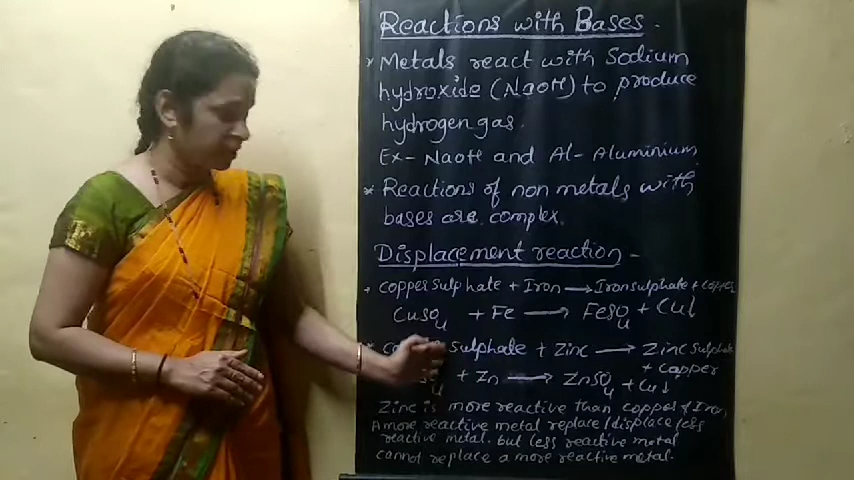 Reactions with Bases -
* Metals react with Sodium
hydroxide (NaoH) to produce
hydrogen gas.
Ex- NaoH and Al- Aluminium
* Reactions of non metals with
bases are complex.
Displacement reaction -
* copper sulphate + Iron → Iron sulphate + copper
CuSO4 + Fe → FeSO4 + Cu↓
* sulphate + Zinc → Zinc sulphate
+ copper
+ Zn → ZnSO4 + Cu↓
Zinc is more reactive than copper & Iron,
A more reactive metal replace/displace less
reactive metal. but less reactive metal
cannot replace a more reactive metal.